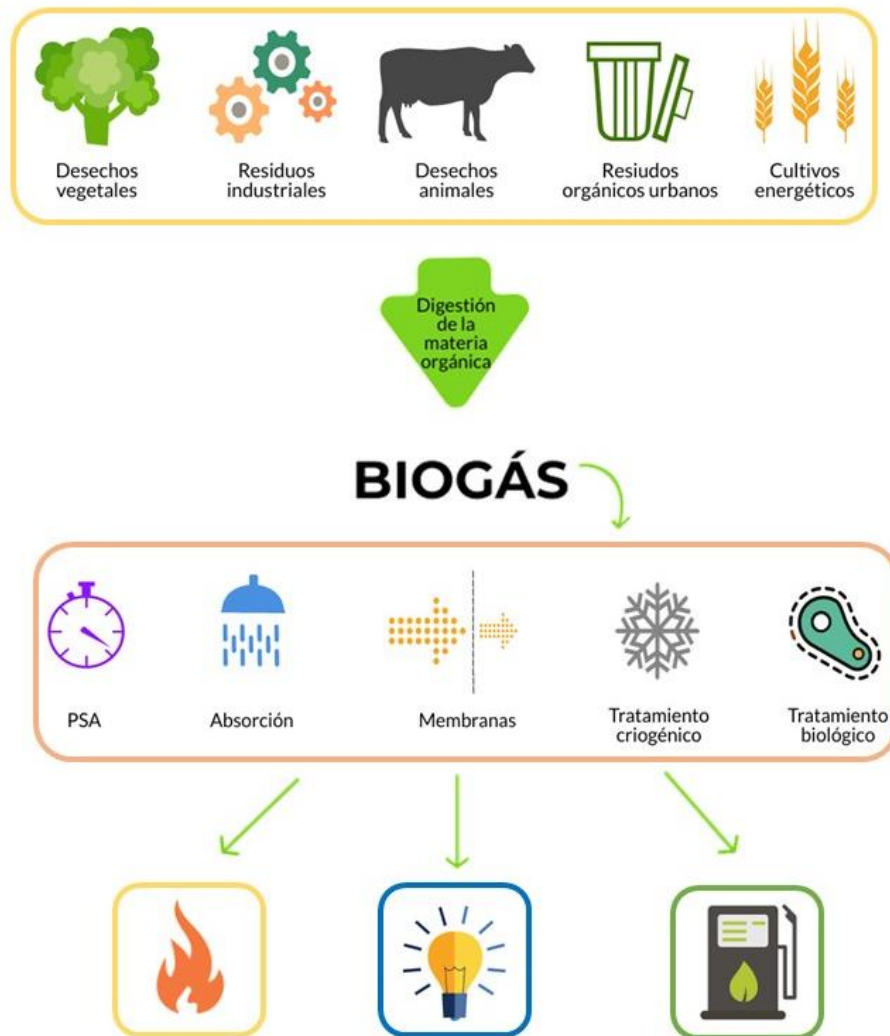 Desechos
vegetales
Residuos
industriales
Desechos
animales
Resiudos
orgánicos urbanos
Cultivos
energéticos
Digestión
de la
materia
orgánica
BIOGÁS
PSA
Absorción
Membranas
Tratamiento
criogénico
Tratamiento
biológico